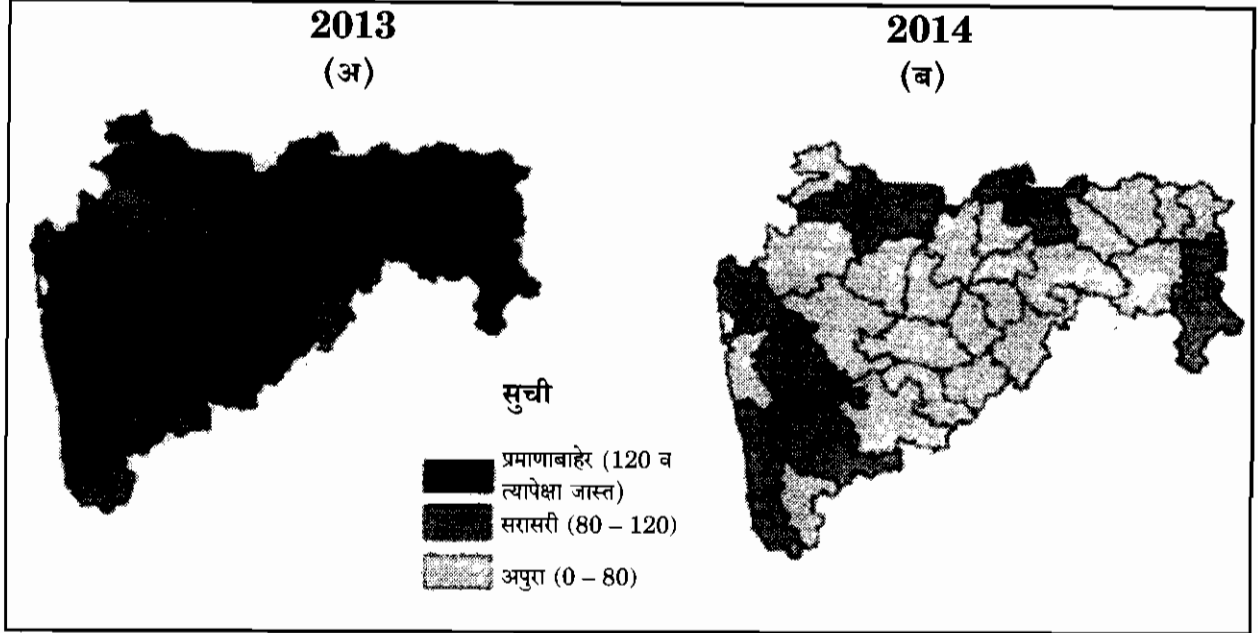 2013
(अ)
2014
(ब)
सुची
प्रमाणाबाहेर (120 व
त्यापेक्षा जास्त)
सरासरी (80 – 120)
अपुरा (0 – 80)